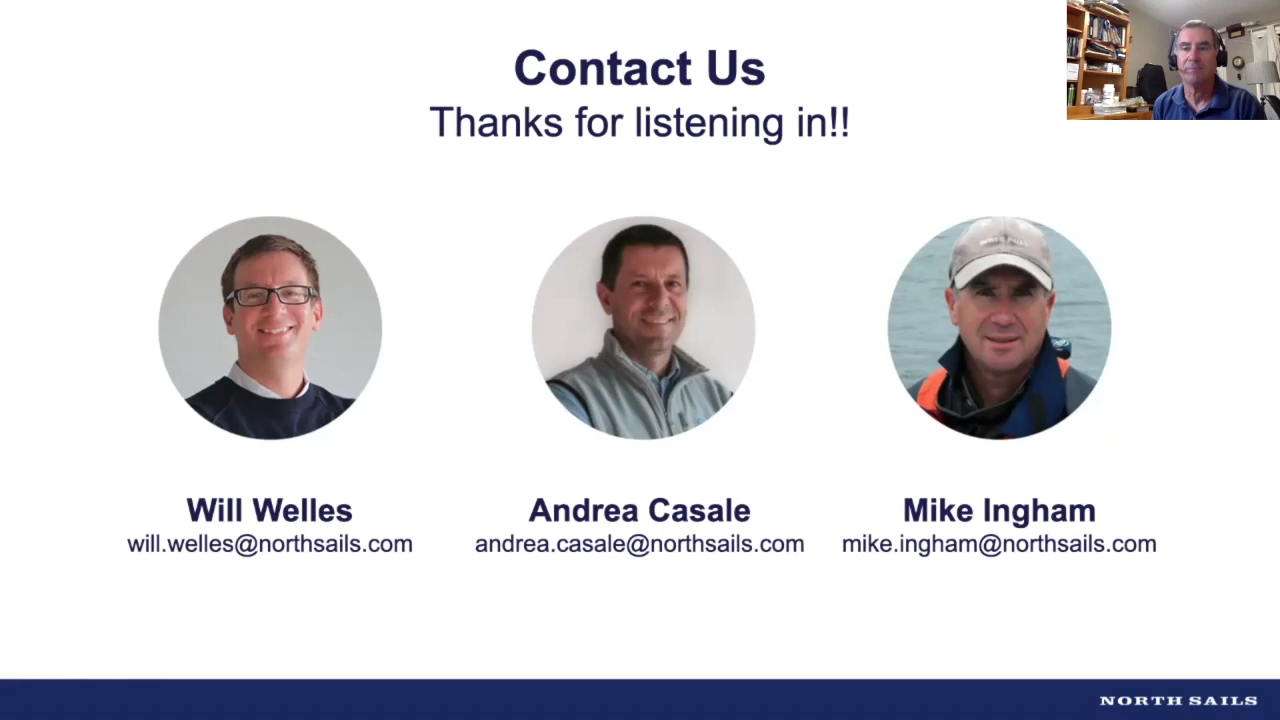 Contact Us
Thanks for listening in!!
Will Welles
will.welles@northsails.com
Andrea Casale
andrea.casale@northsails.com
Mike Ingham
mike.ingham@northsails.com
NORTH SAILS